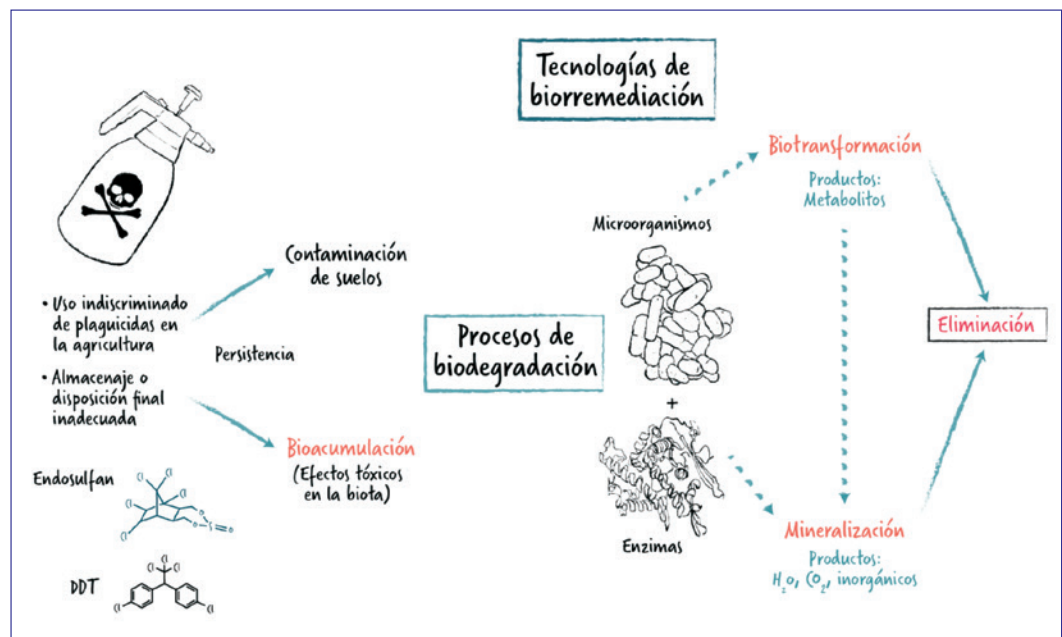 Tecnologías de
biorremediación
Biotransformación
Productos:
Metabolitos
Microorganismos
Contaminación
de suelos
• Uso indiscriminado
de plaguicidas en
la agricultura
Persistencia
• Almacenaje o
disposición final
inadecuada
Procesos de
biodegradación
+
Eliminación
Bioacumulación
(Efectos tóxicos
en la biota)
Endosulfan
Cl
Cl
Cl
Cl
Cl
Cl
O
O
S
O
Enzimas
Mineralización
Productos:
H₂O, CO₂, inorgánicos
DDT
Cl
Cl
Cl
Cl
Cl